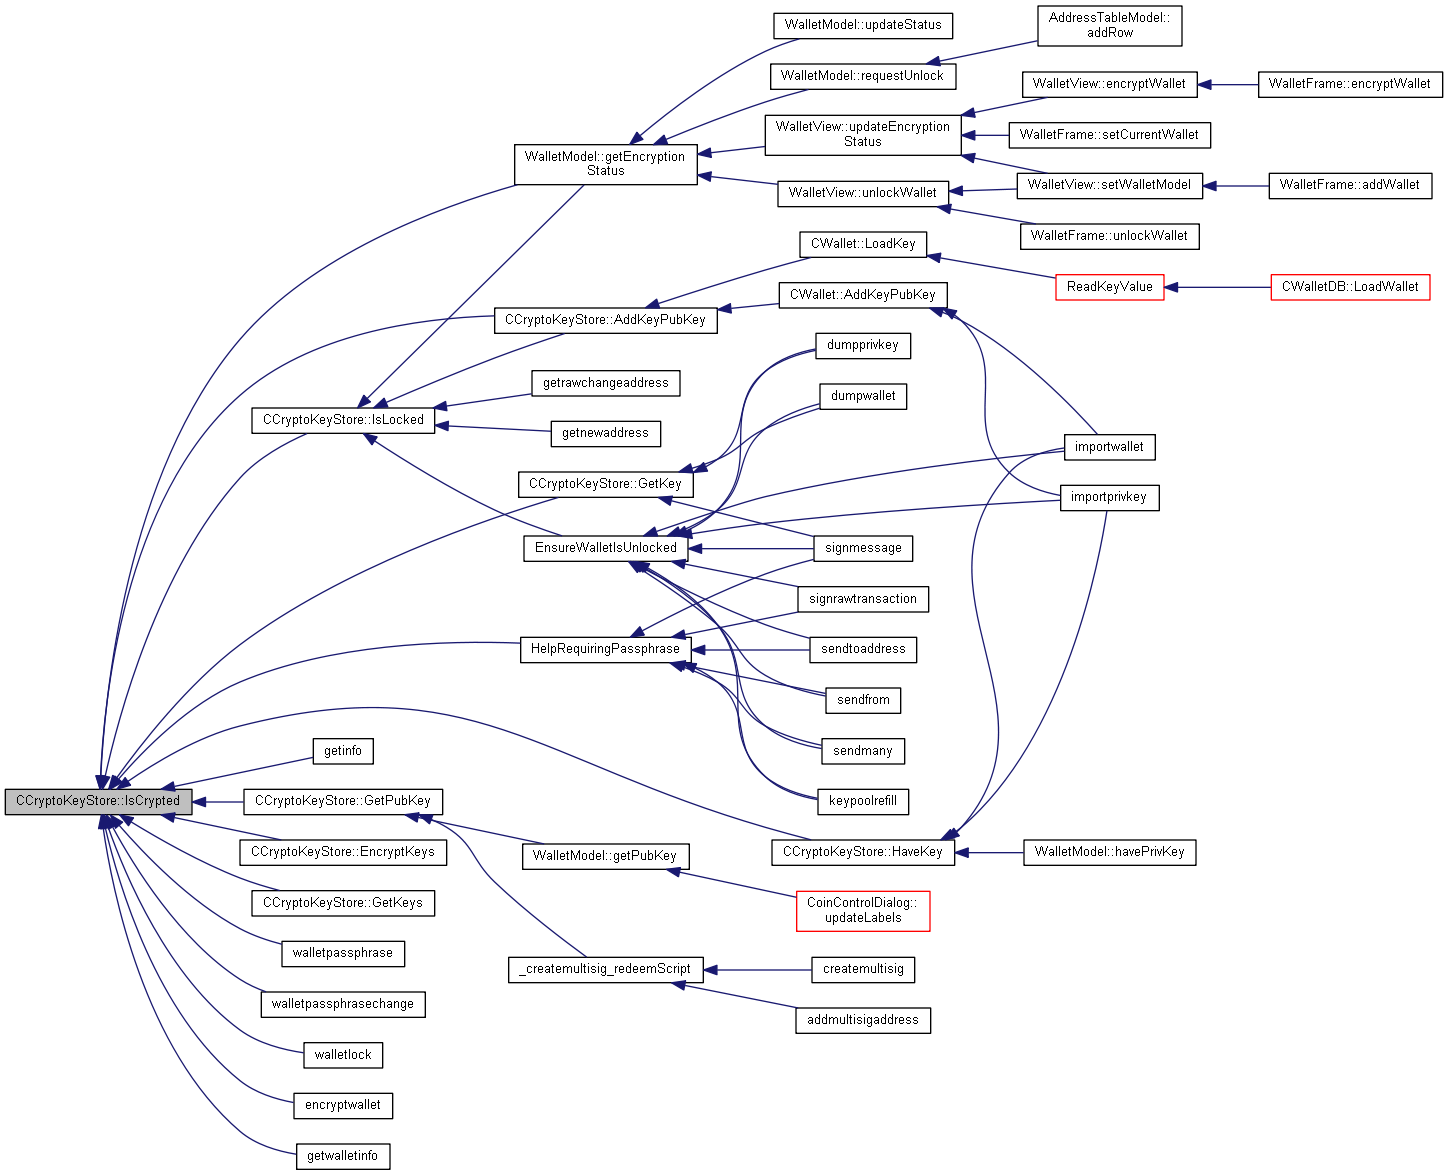 WalletModel::updateStatus
AddressTableModel::
addRow
WalletModel::requestUnlock
WalletView::encryptWallet
WalletFrame::encryptWallet
WalletView::updateEncryption
Status
WalletFrame::setCurrentWallet
WalletModel::getEncryption
Status
WalletView::unlockWallet
WalletView::setWalletModel
WalletFrame::addWallet
WalletFrame::unlockWallet
CWallet::LoadKey
ReadKeyValue
CWalletDB::LoadWallet
CWallet::AddKeyPubKey
CCryptoKeyStore::AddKeyPubKey
dumpprivkey
getrawchangeaddress
dumpwallet
CCryptoKeyStore::IsLocked
getnewaddress
importwallet
CCryptoKeyStore::GetKey
importprivkey
EnsureWalletIsUnlocked
signmessage
signrawtransaction
HelpRequiringPassphrase
sendtoaddress
sendfrom
getinfo
sendmany
CCryptoKeyStore::IsCrypted
CCryptoKeyStore::GetPubKey
keypoolrefill
CCryptoKeyStore::EncryptKeys
WalletModel::getPubKey
CCryptoKeyStore::HaveKey
WalletModel::havePrivKey
CCryptoKeyStore::GetKeys
CoinControlDialog::
updateLabels
walletpassphrase
_createmultisig_redeemScript
createmultisig
walletpassphrasechange
addmultisigaddress
walletlock
encryptwallet
getwalletinfo